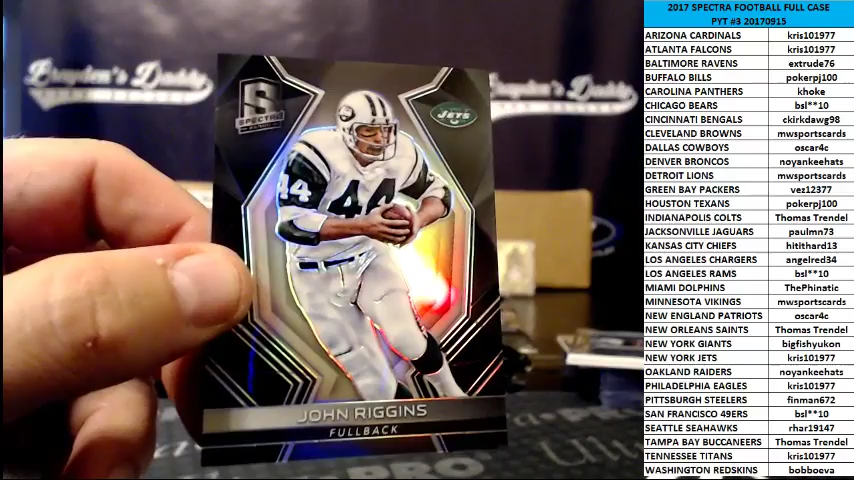 Brayden's Daddy
SPECTRA
JETS
44
44
JOHN RIGGINS
FULLBACK
PRO
2017 SPECTRA FOOTBALL FULL CASE
PYT #3 20170915
ARIZONA CARDINALS kris101977
ATLANTA FALCONS kris101977
BALTIMORE RAVENS extrude76
BUFFALO BILLS pokerpj100
CAROLINA PANTHERS khoke
CHICAGO BEARS bsl**10
CINCINNATI BENGALS ckirkdawg98
CLEVELAND BROWNS mwsportscards
DALLAS COWBOYS oscar4c
DENVER BRONCOS noyankeehats
DETROIT LIONS mwsportscards
GREEN BAY PACKERS vez12377
HOUSTON TEXANS pokerpj100
INDIANAPOLIS COLTS Thomas Trendel
JACKSONVILLE JAGUARS paulmn73
KANSAS CITY CHIEFS hitithard13
LOS ANGELES CHARGERS angelred34
LOS ANGELES RAMS bsl**10
MIAMI DOLPHINS ThePhinatic
MINNESOTA VIKINGS mwsportscards
NEW ENGLAND PATRIOTS oscar4c
NEW ORLEANS SAINTS Thomas Trendel
NEW YORK GIANTS bigfishyukon
NEW YORK JETS kris101977
OAKLAND RAIDERS noyankeehats
PHILADELPHIA EAGLES kris101977
PITTSBURGH STEELERS finman672
SAN FRANCISCO 49ERS bsl**10
SEATTLE SEAHAWKS rhar19147
TAMPA BAY BUCCANEERS Thomas Trendel
TENNESSEE TITANS kris101977
WASHINGTON REDSKINS bobboeva